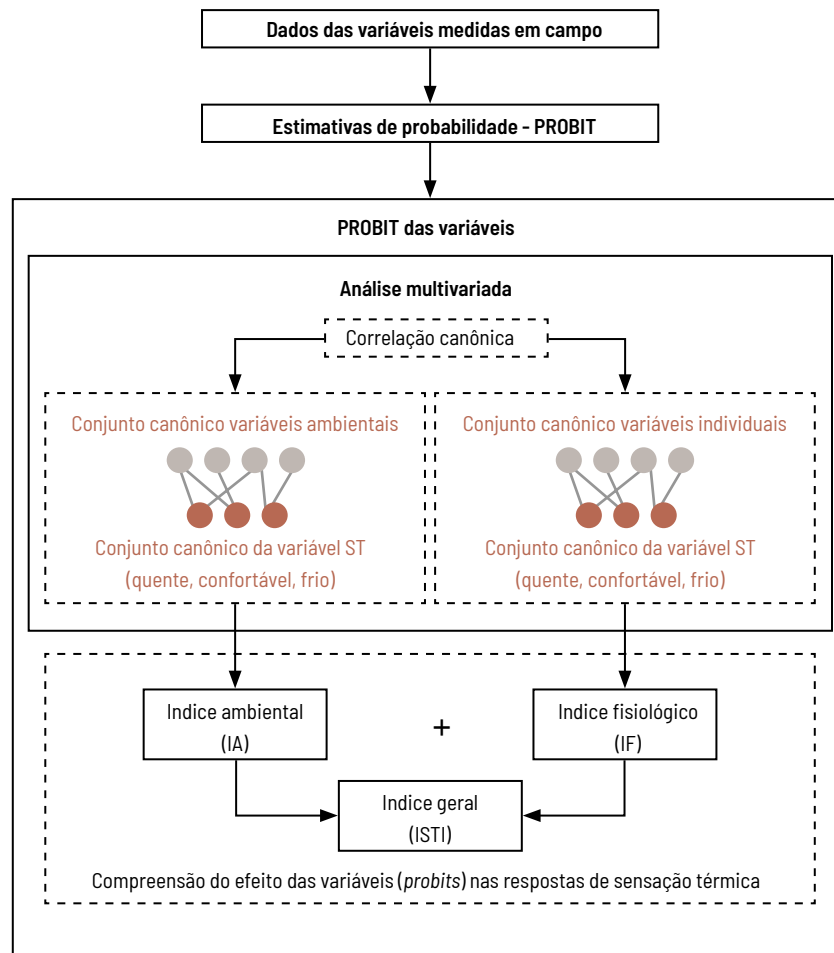 Dados das variáveis medidas em campo
Estimativas de probabilidade - PROBIT
PROBIT das variáveis
Análise multivariada
Correlação canônica
Conjunto canônico variáveis ambientais
Conjunto canônico da variável ST
(quente, confortável, frio)
Conjunto canônico variáveis individuais
Conjunto canônico da variável ST
(quente, confortável, frio)
Indice ambiental
(IA)
+
Indice fisiológico
(IF)
Indice geral
(ISTI)
Compreensão do efeito das variáveis (probits) nas respostas de sensação térmica